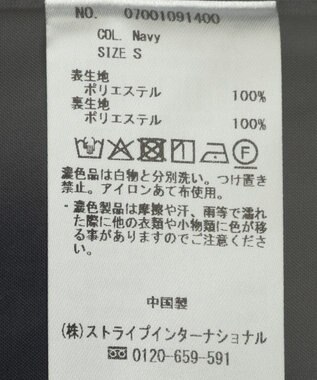 NO. 07001091400
COL. Navy
SIZE S
表生地
ポリエステル 100%
裏生地
ポリエステル 100%
F
濃色品は白物と分別洗い。つけ置き
禁止。アイロンあて布使用。
・濃色製品は摩擦や汗、雨等で濡れ
た際に他の衣類や小物類に色が移
る事がありますのでご注意くださ
い。
中国製
(株)ストライプインターナショナル
0120-659-591